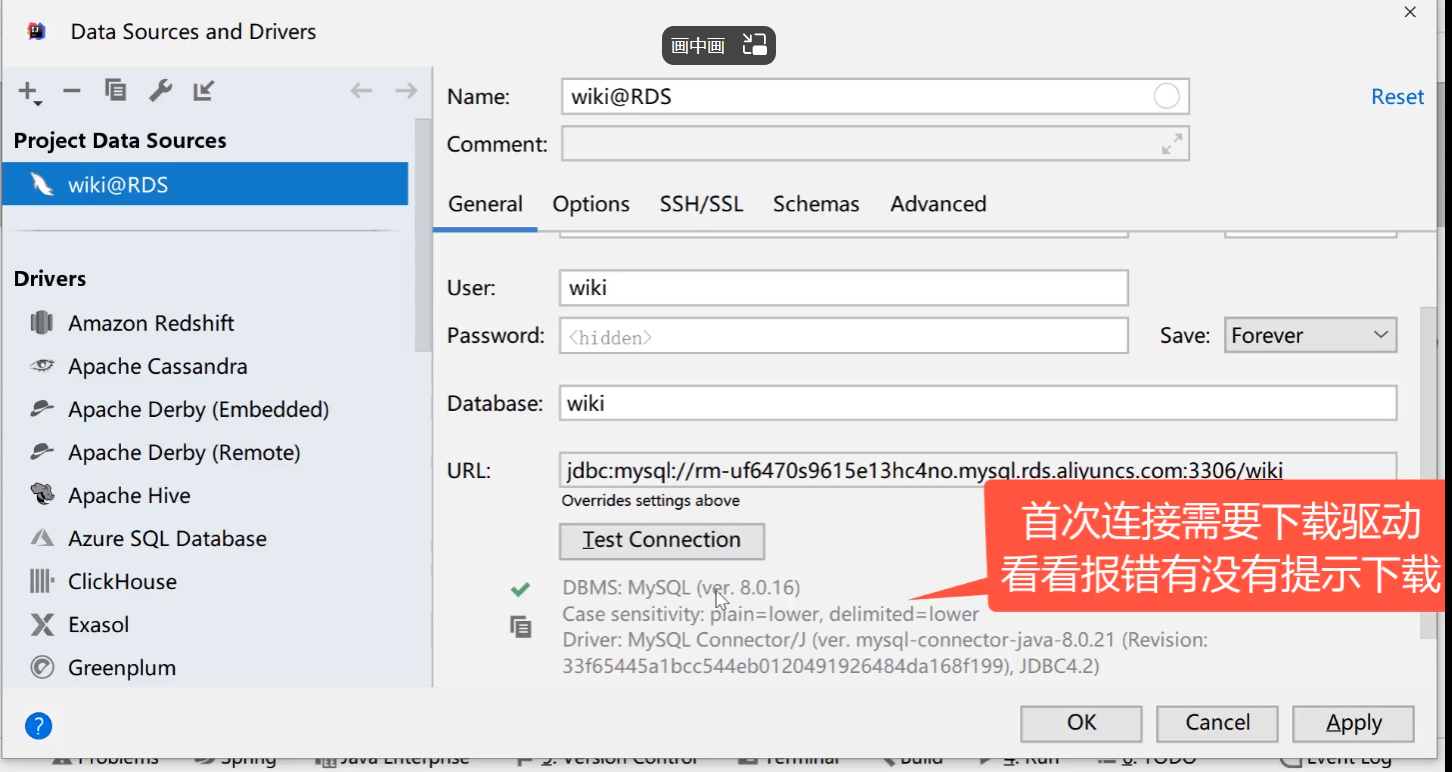 Data Sources and Drivers
画中画
Name:
wiki@RDS
Reset
Comment:
Project Data Sources
wiki@RDS
General
Options
SSH/SSL
Schemas
Advanced
Drivers
Amazon Redshift
Apache Cassandra
Apache Derby (Embedded)
Apache Derby (Remote)
Apache Hive
Azure SQL Database
ClickHouse
Exasol
Greenplum
User:
wiki
Password:
<hidden>
Save:
Forever
Database:
wiki
URL:
jdbc:mysql://rm-uf6470s9615e13hc4no.mysql.rds.aliyuncs.com:3306/wiki
Overrides settings above
Test Connection
首次连接需要下载驱动
看看报错有没有提示下载
DBMS: MySQL (ver. 8.0.16)
Case sensitivity: plain=lower, delimited=lower
Driver: MySQL Connector/J (ver. mysql-connector-java-8.0.21 (Revision:
33f65445a1bcc544eb0120491926484da168f199), JDBC4.2)
?
OK
Cancel
Apply
Problems
Spring
Java Enterprise
9: Version Control
Terminal
Build
4: Run
6: TODO
Event Log